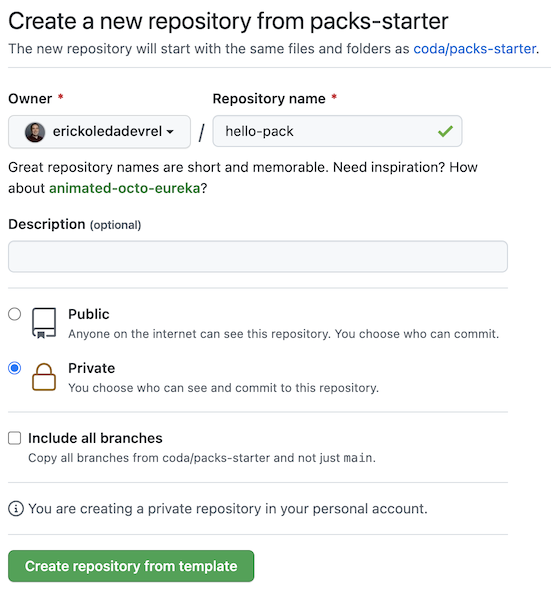 Create a new repository from packs-starter
The new repository will start with the same files and folders as coda/packs-starter.
Owner *
Repository name *
erickoledadevrel
/
hello-pack
Great repository names are short and memorable. Need inspiration? How
about animated-octo-eureka?
Description (optional)
Public
Anyone on the internet can see this repository. You choose who can commit.
Private
You choose who can see and commit to this repository.
Include all branches
Copy all branches from coda/packs-starter and not just main.
You are creating a private repository in your personal account.
Create repository from template